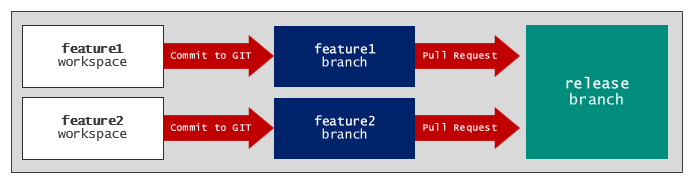 feature1
workspace
Commit to GIT
feature1
branch
Pull Request
feature2
workspace
Commit to GIT
feature2
branch
Pull Request
release
branch